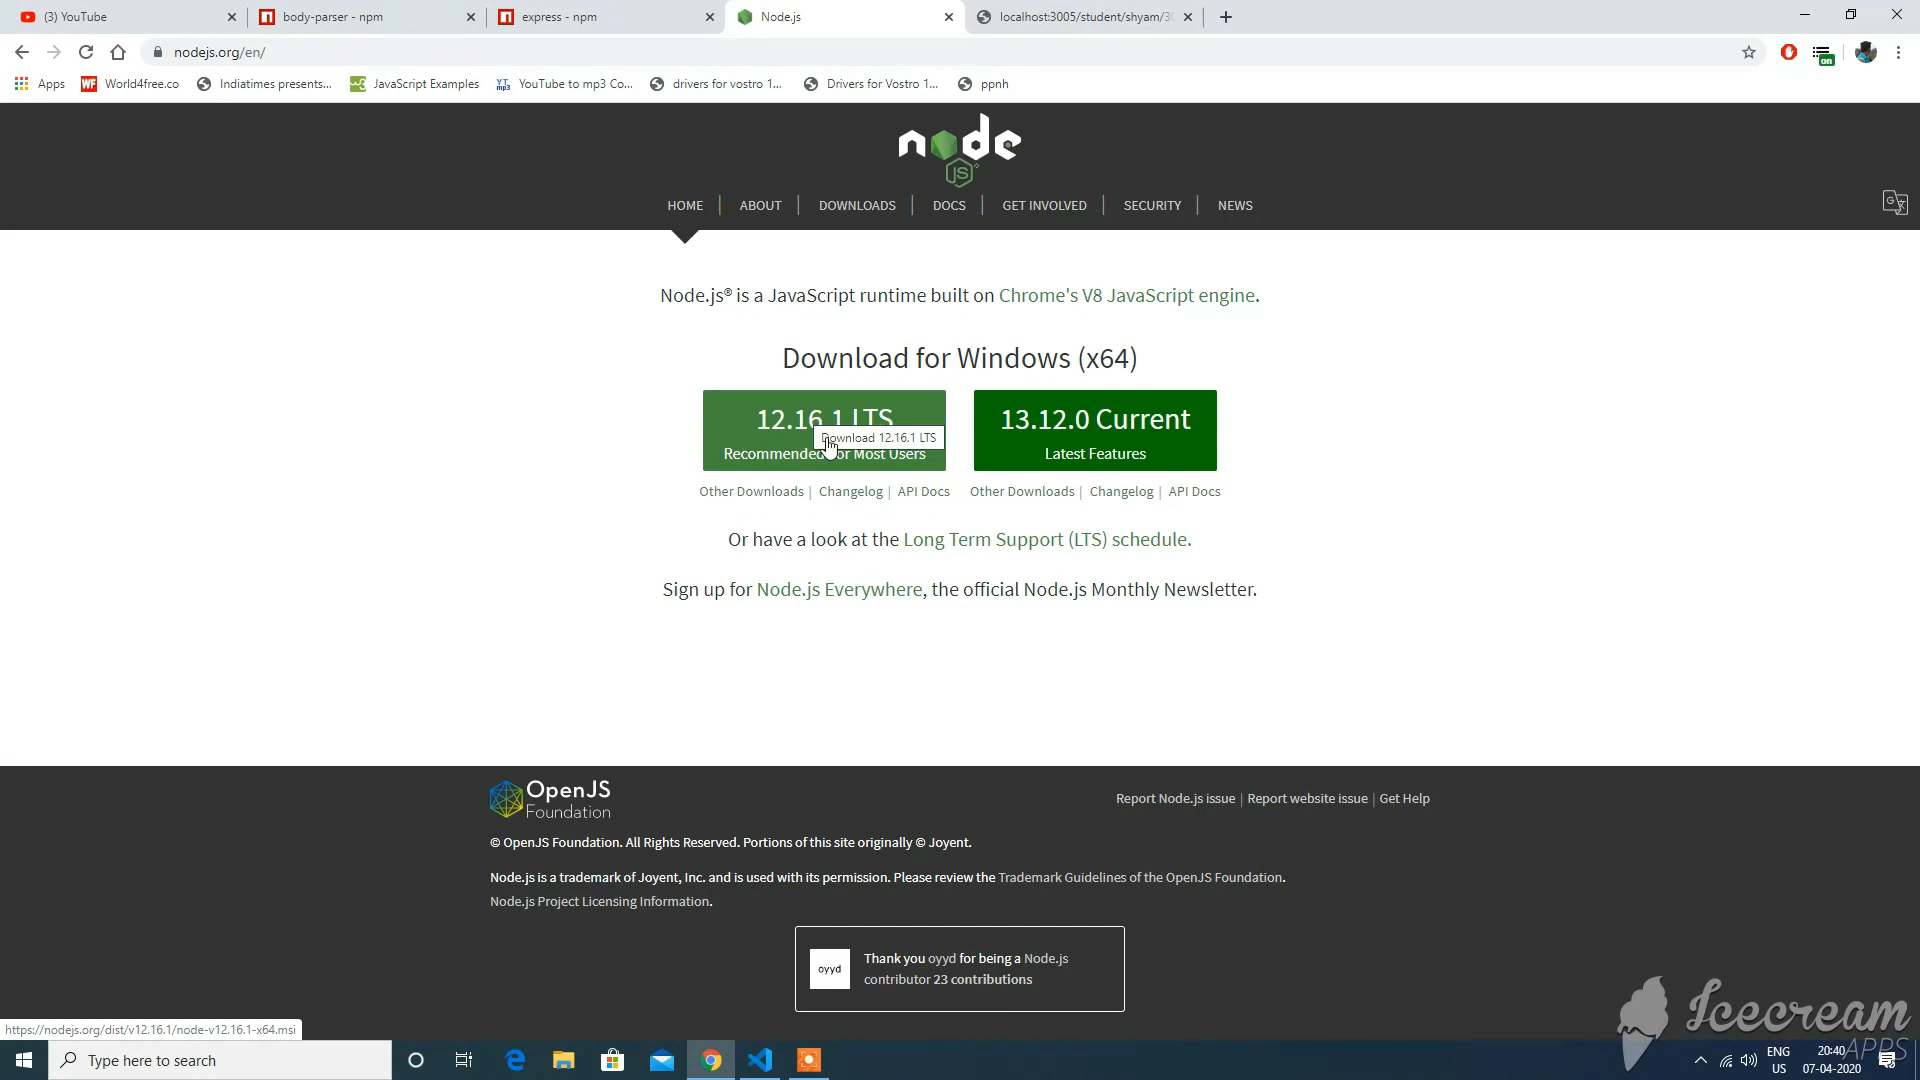 (3) YouTube
body-parser - npm
express - npm
Node.js
localhost:3005/student/shyam/30
nodejs.org/en/
on
Apps
WF World4free.co
Indiatimes presents...
JavaScript Examples
YT mp3 YouTube to mp3 Co...
drivers for vostro 1...
Drivers for Vostro 1...
ppnh
node
JS
HOME | ABOUT | DOWNLOADS | DOCS | GET INVOLVED | SECURITY | NEWS
Node.js® is a JavaScript runtime built on Chrome's V8 JavaScript engine.
Download for Windows (x64)
12.16.1 LTS
Download 12.16.1 LTS
Recommended For Most Users
13.12.0 Current
Latest Features
Other Downloads | Changelog | API Docs
Other Downloads | Changelog | API Docs
Or have a look at the Long Term Support (LTS) schedule.
Sign up for Node.js Everywhere, the official Node.js Monthly Newsletter.
OpenJS
Foundation
Report Node.js issue | Report website issue | Get Help
© OpenJS Foundation. All Rights Reserved. Portions of this site originally © Joyent.
Node.js is a trademark of Joyent, Inc. and is used with its permission. Please review the Trademark Guidelines of the OpenJS Foundation.
Node.js Project Licensing Information.
oyyd
Thank you oyyd for being a Node.js
contributor 23 contributions
Icecream
APPS
https://nodejs.org/dist/v12.16.1/node-v12.16.1-x64.msi
Type here to search
ENG
US
20:40
07-04-2020